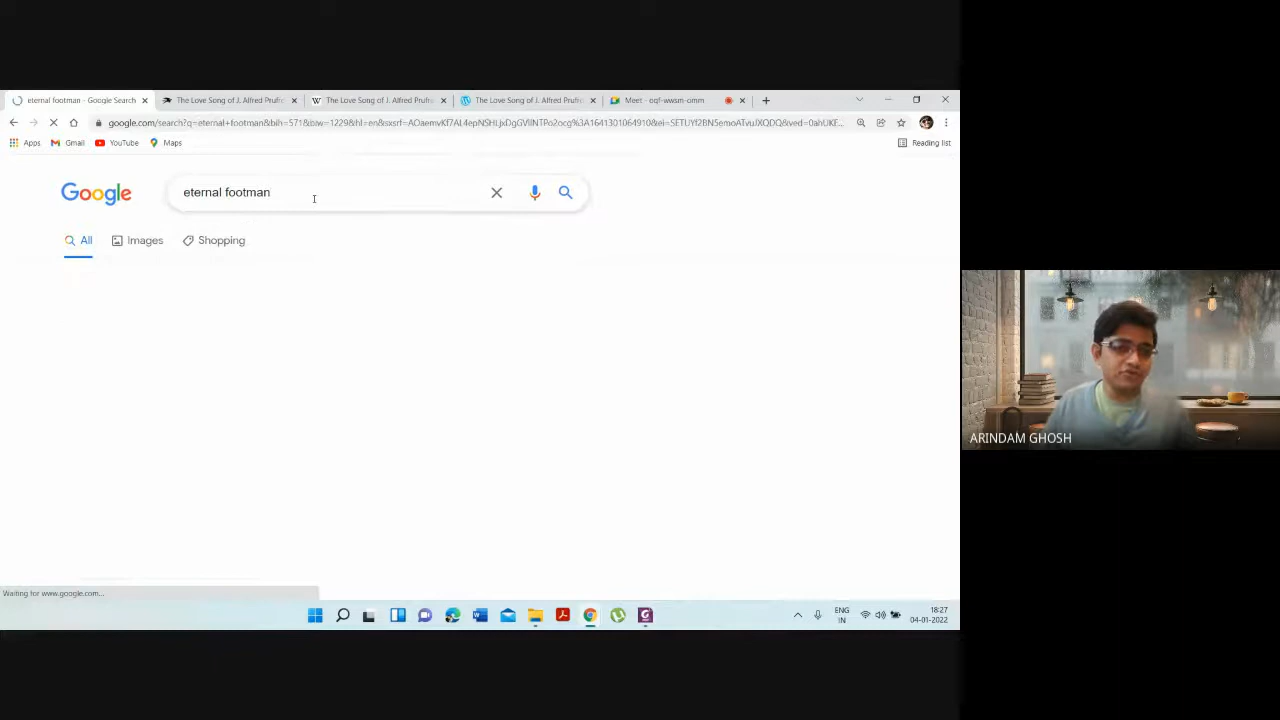 eternal footman - Google Search
The Love Song of J. Alfred Prufro
The Love Song of J. Alfred Prufr
The Love Song of J. Alfred Prufr
Meet - oqf-wwsm-omm
Apps
Gmail
YouTube
Maps
Reading list
Google
eternal footman
All
Images
Shopping
ARINDAM GHOSH
Waiting for www.google.com...
ENG
IN
18:27
04-01-2022